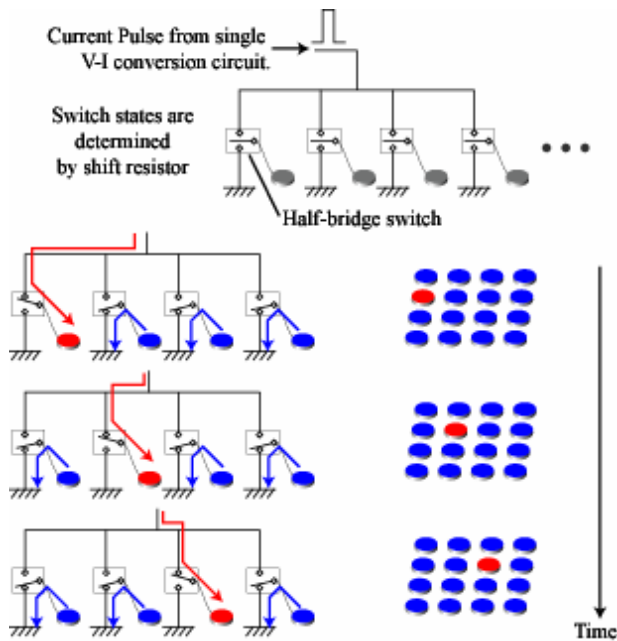 Current Pulse from single
V-I conversion circuit.
Switch states are
determined
by shift resistor
Half-bridge switch
Time